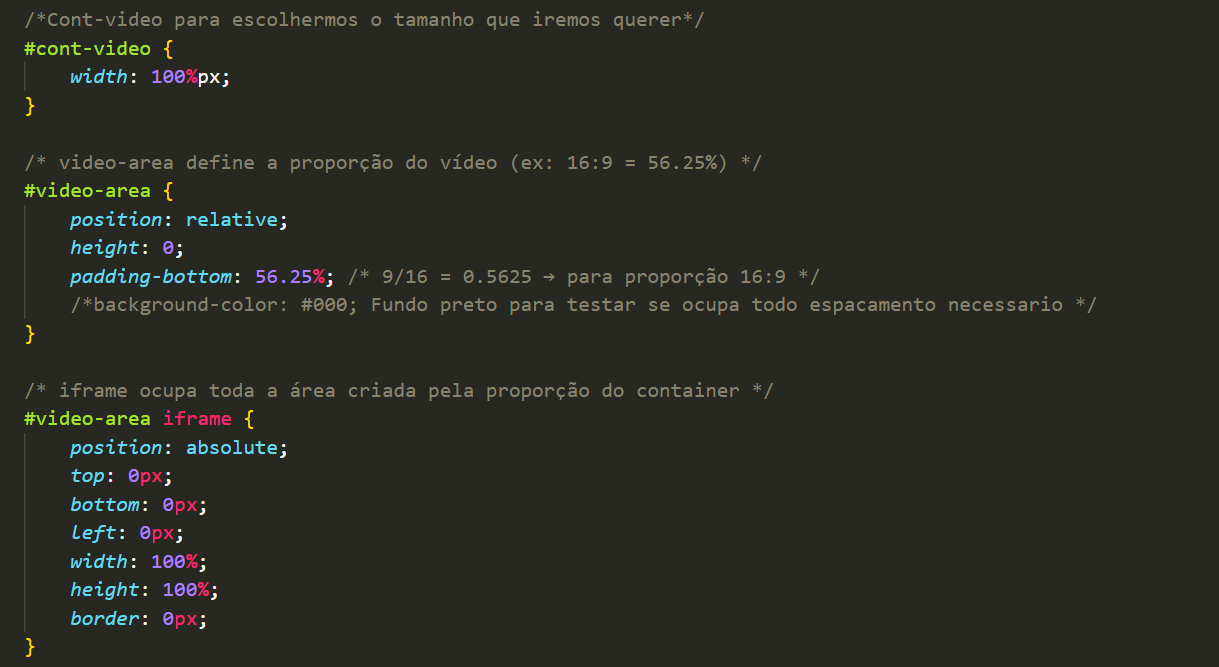 /*Cont-video para escolhermos o tamanho que iremos querer*/
#cont-video {
    width: 100%px;
}

/* video-area define a proporção do vídeo (ex: 16:9 = 56.25%) */
#video-area {
    position: relative;
    height: 0;
    padding-bottom: 56.25%; /* 9/16 = 0.5625 → para proporção 16:9 */
    /*background-color: #000; Fundo preto para testar se ocupa todo espacamento necessario */
}

/* iframe ocupa toda a área criada pela proporção do container */
#video-area iframe {
    position: absolute;
    top: 0px;
    bottom: 0px;
    left: 0px;
    width: 100%;
    height: 100%;
    border: 0px;
}